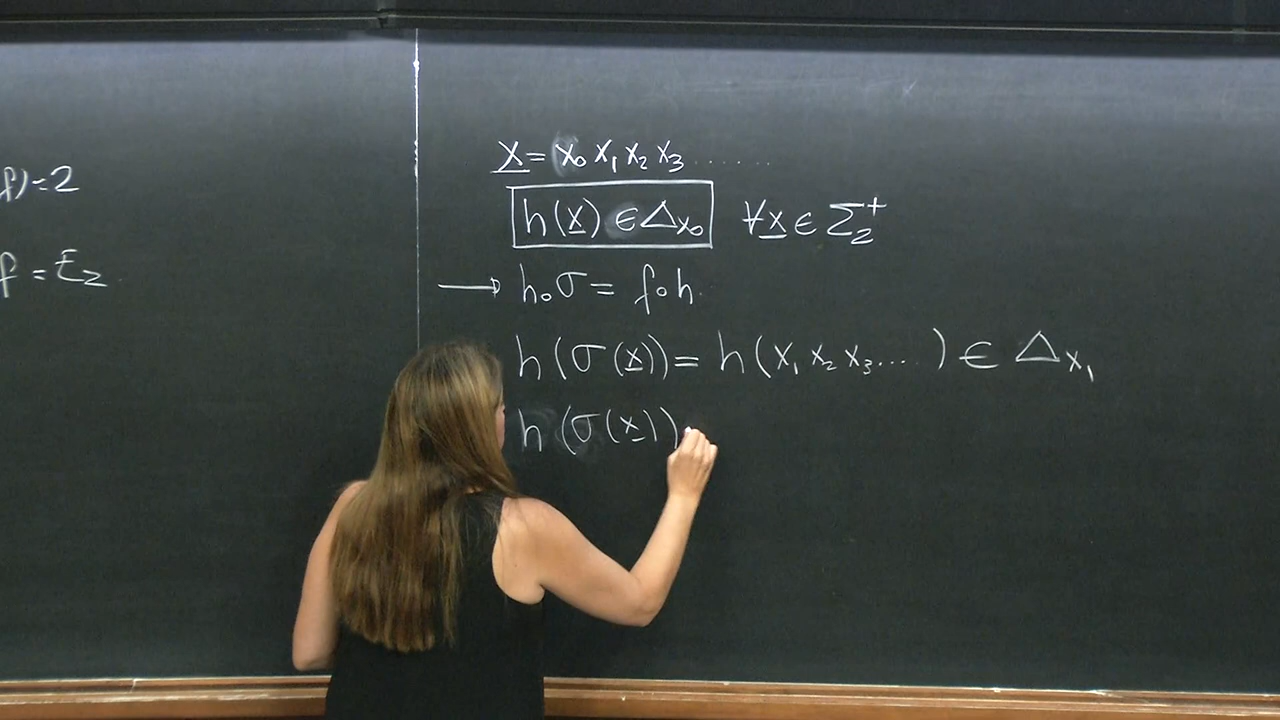 f)=2
f = E₂
x̲ = x₀ x₁ x₂ x₃ .......
h(x̲) ∈ Δₓ₀ ∀x̲ ∈ Σ₂⁺
→ h∘σ = f∘h
h(σ(x̲)) = h(x₁ x₂ x₃....) ∈ Δₓ₁
h(σ(x̲))